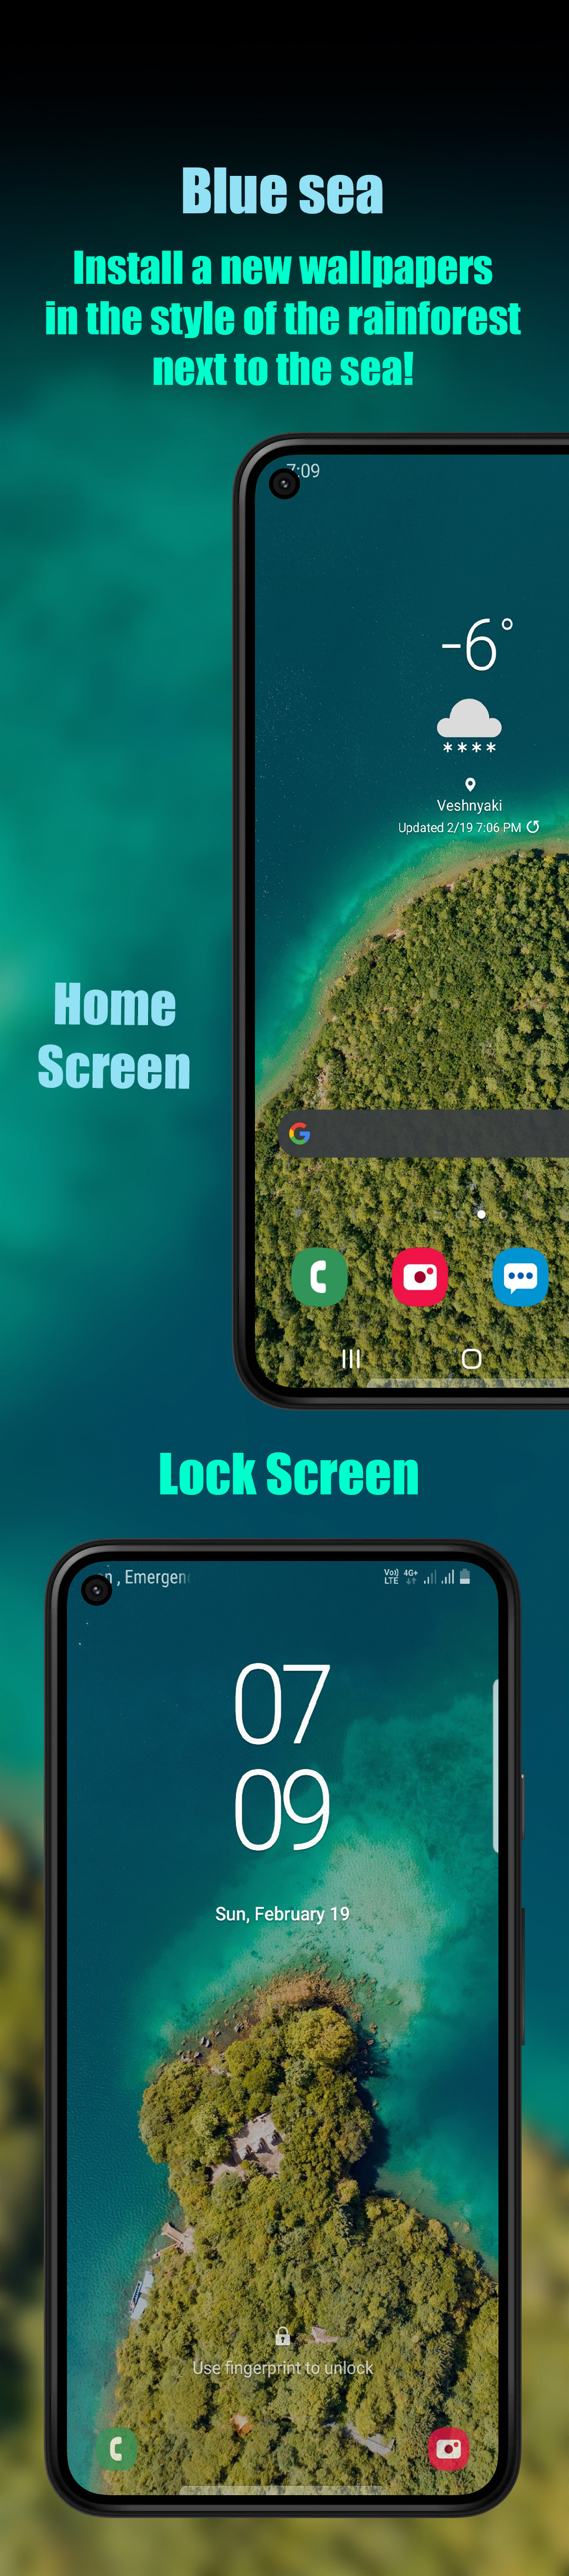 Blue sea
Install a new wallpapers
in the style of the rainforest
next to the sea!
7:09
-6°
Veshnyaki
Updated 2/19 7:06 PM
Home
Screen
G
Lock Screen
, Emergen
Vo))
LTE
4G+
07
09
Sun, February 19
Use fingerprint to unlock